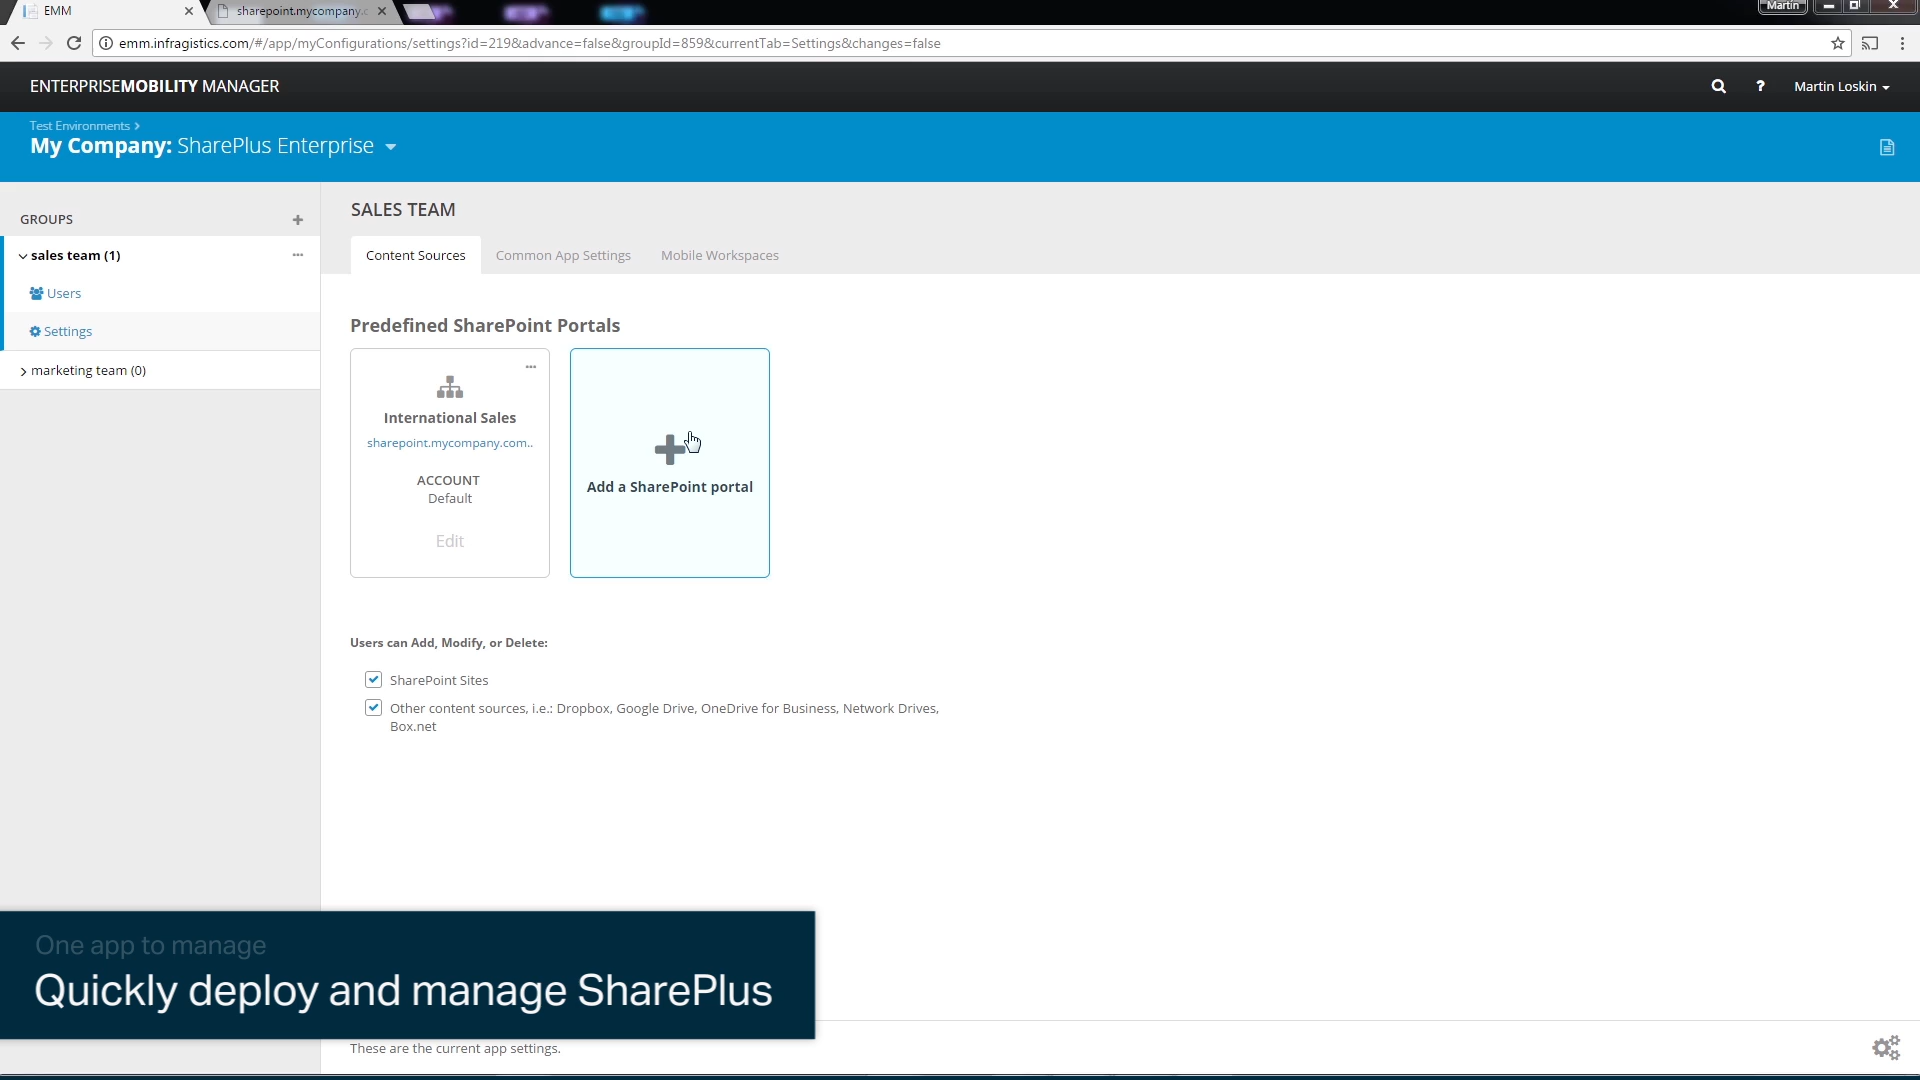 EMM
sharepoint.mycompany.c
Martin
emm.infragistics.com/#/app/myConfigurations/settings?id=219&advance=false&groupId=859&currentTab=Settings&changes=false
ENTERPRISEMOBILITY MANAGER
?
Martin Loskin
Test Environments >
My Company: SharePlus Enterprise
GROUPS
sales team (1)
Users
Settings
marketing team (0)
SALES TEAM
Content Sources
Common App Settings
Mobile Workspaces
Predefined SharePoint Portals
International Sales
sharepoint.mycompany.com..
ACCOUNT
Default
Edit
Add a SharePoint portal
Users can Add, Modify, or Delete:
SharePoint Sites
Other content sources, i.e.: Dropbox, Google Drive, OneDrive for Business, Network Drives,
Box.net
One app to manage
Quickly deploy and manage SharePlus
These are the current app settings.